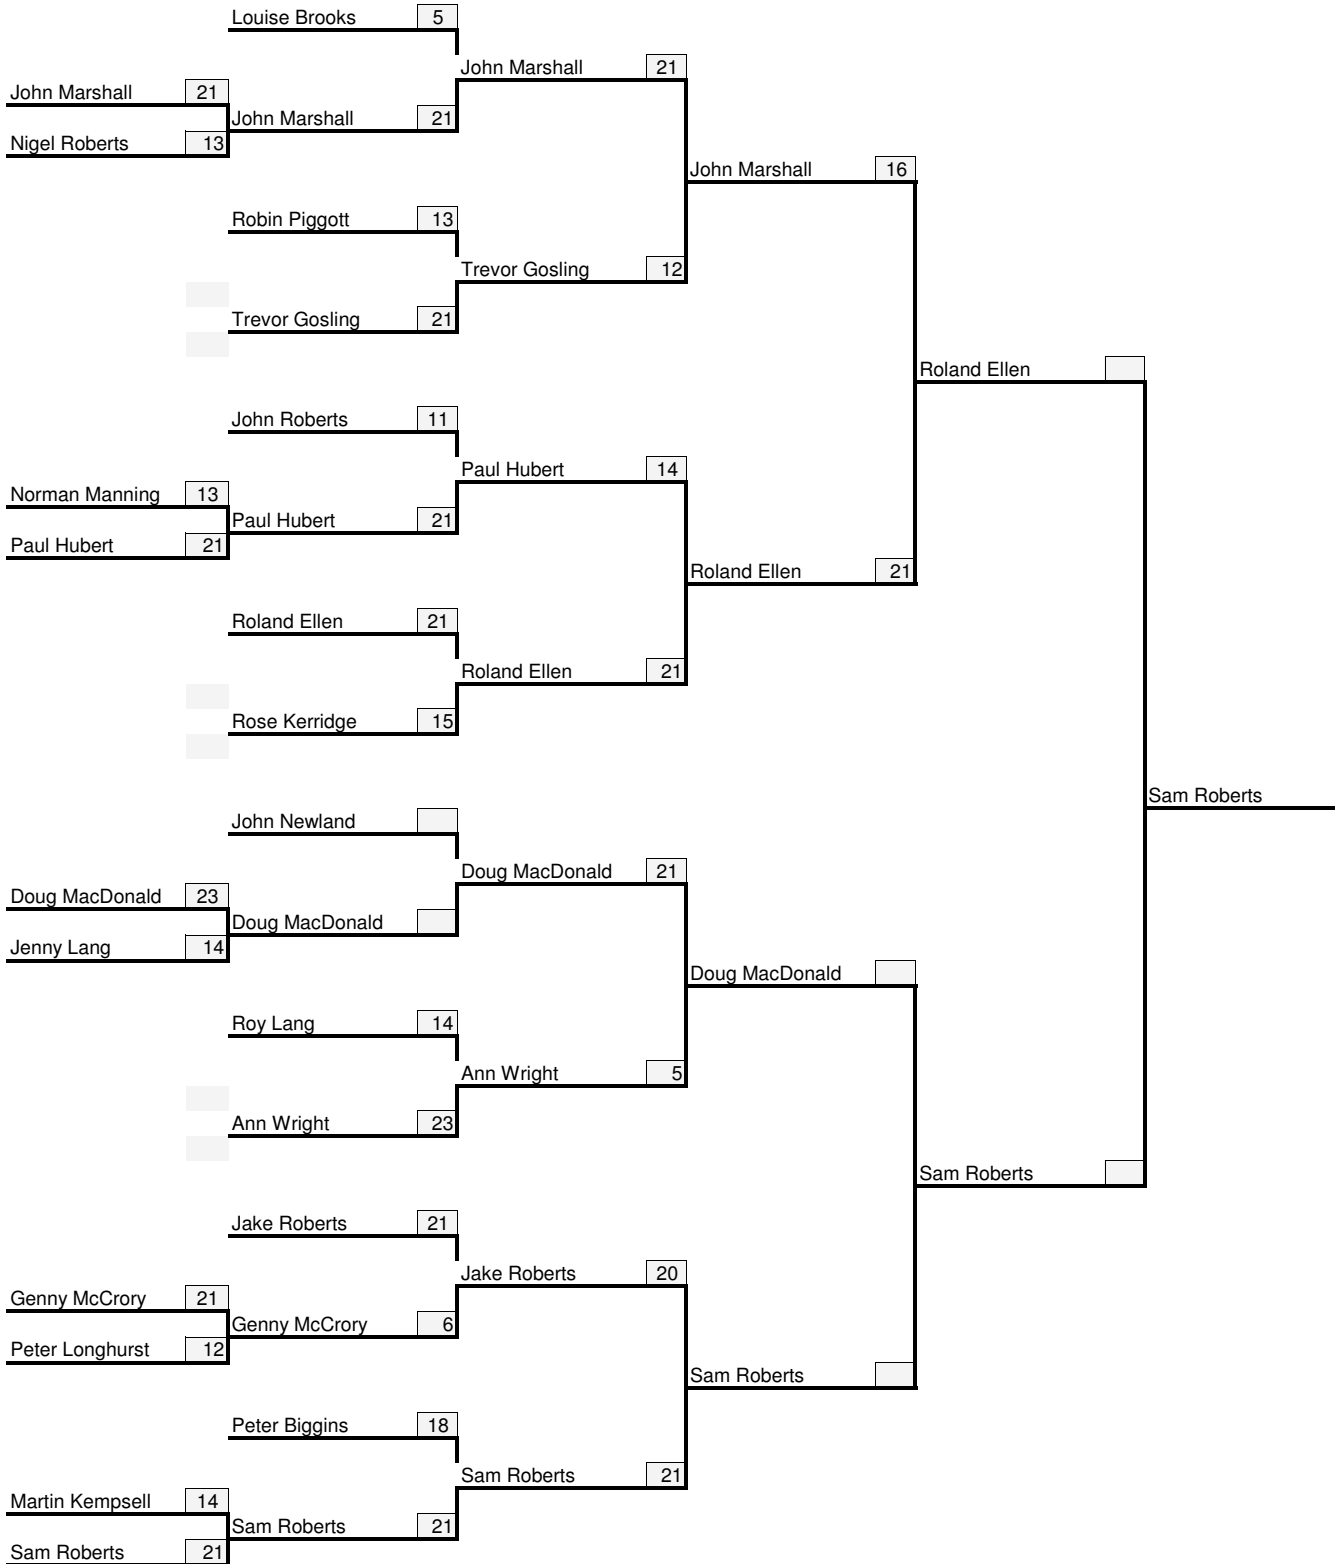 Louise Brooks 5
John Marshall 21
John Marshall 21
John Marshall 21
Nigel Roberts 13
John Marshall 16
Robin Piggott 13
Trevor Gosling 12
Trevor Gosling 21
Roland Ellen
John Roberts 11
Paul Hubert 14
Norman Manning 13
Paul Hubert 21
Paul Hubert 21
Roland Ellen 21
Roland Ellen 21
Roland Ellen 21
Rose Kerridge 15
Sam Roberts
John Newland
Doug MacDonald 21
Doug MacDonald 23
Doug MacDonald
Jenny Lang 14
Doug MacDonald
Roy Lang 14
Ann Wright 5
Ann Wright 23
Sam Roberts
Jake Roberts 21
Jake Roberts 20
Genny McCrory 21
Genny McCrory 6
Peter Longhurst 12
Sam Roberts
Peter Biggins 18
Sam Roberts 21
Martin Kempsell 14
Sam Roberts 21
Sam Roberts 21